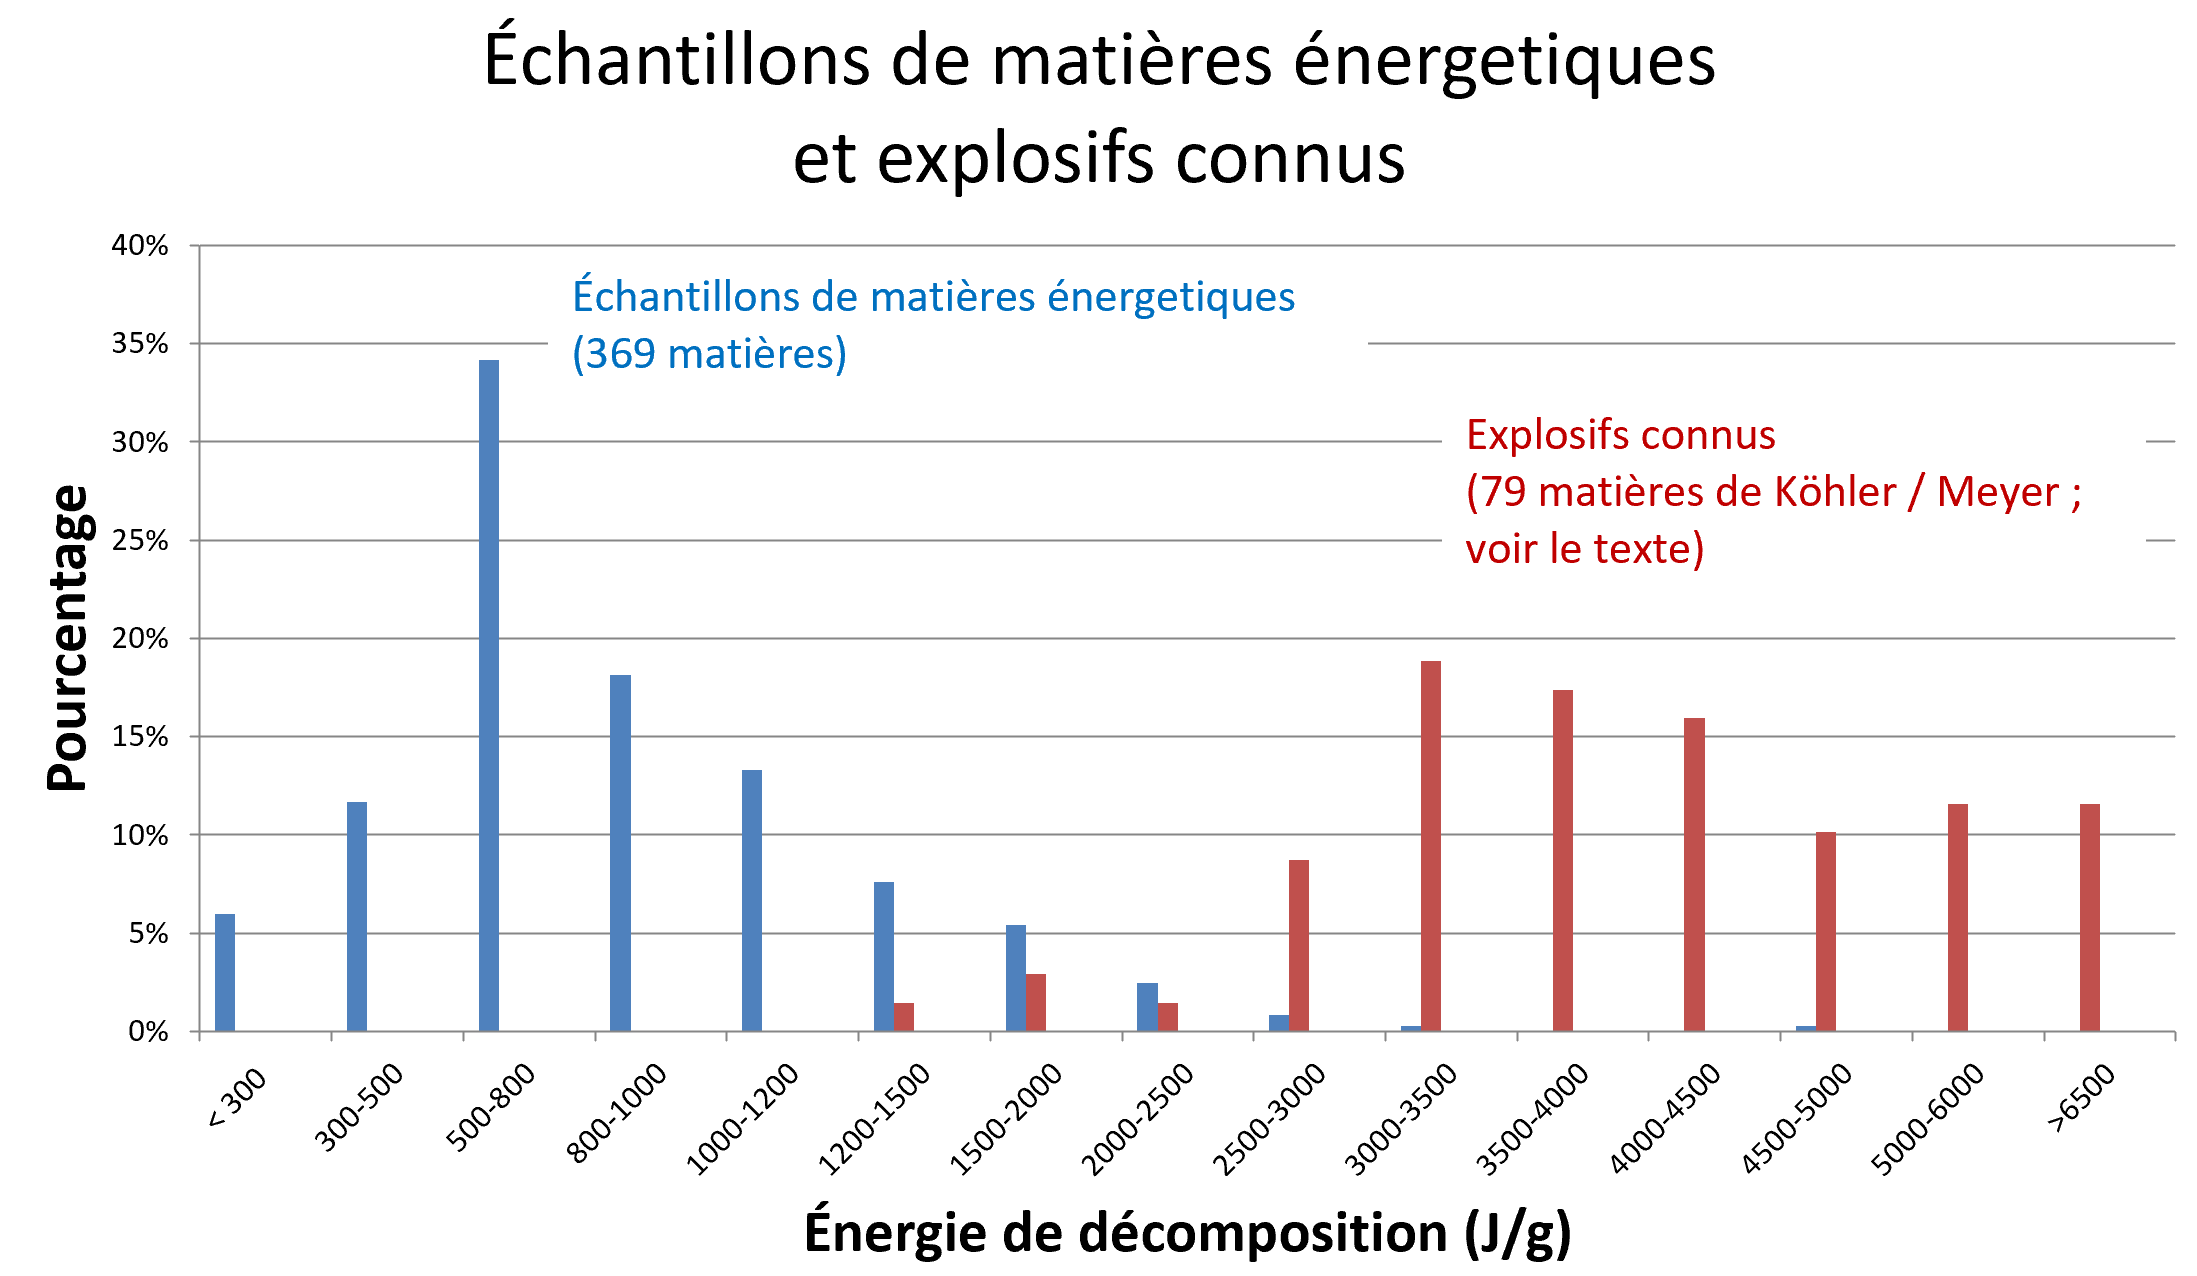 Échantillons de matières énergetiques
et explosifs connus
40%
Échantillons de matières énergetiques
(369 matières)
35%
30%
Explosifs connus
(79 matières de Köhler / Meyer ;
voir le texte)
25%
20%
15%
10%
5%
0%
Pourcentage
< 300
300-500
500-800
800-1000
1000-1200
1200-1500
1500-2000
2000-2500
2500-3000
3000-3500
3500-4000
4000-4500
4500-5000
5000-6000
>6500
Énergie de décomposition (J/g)